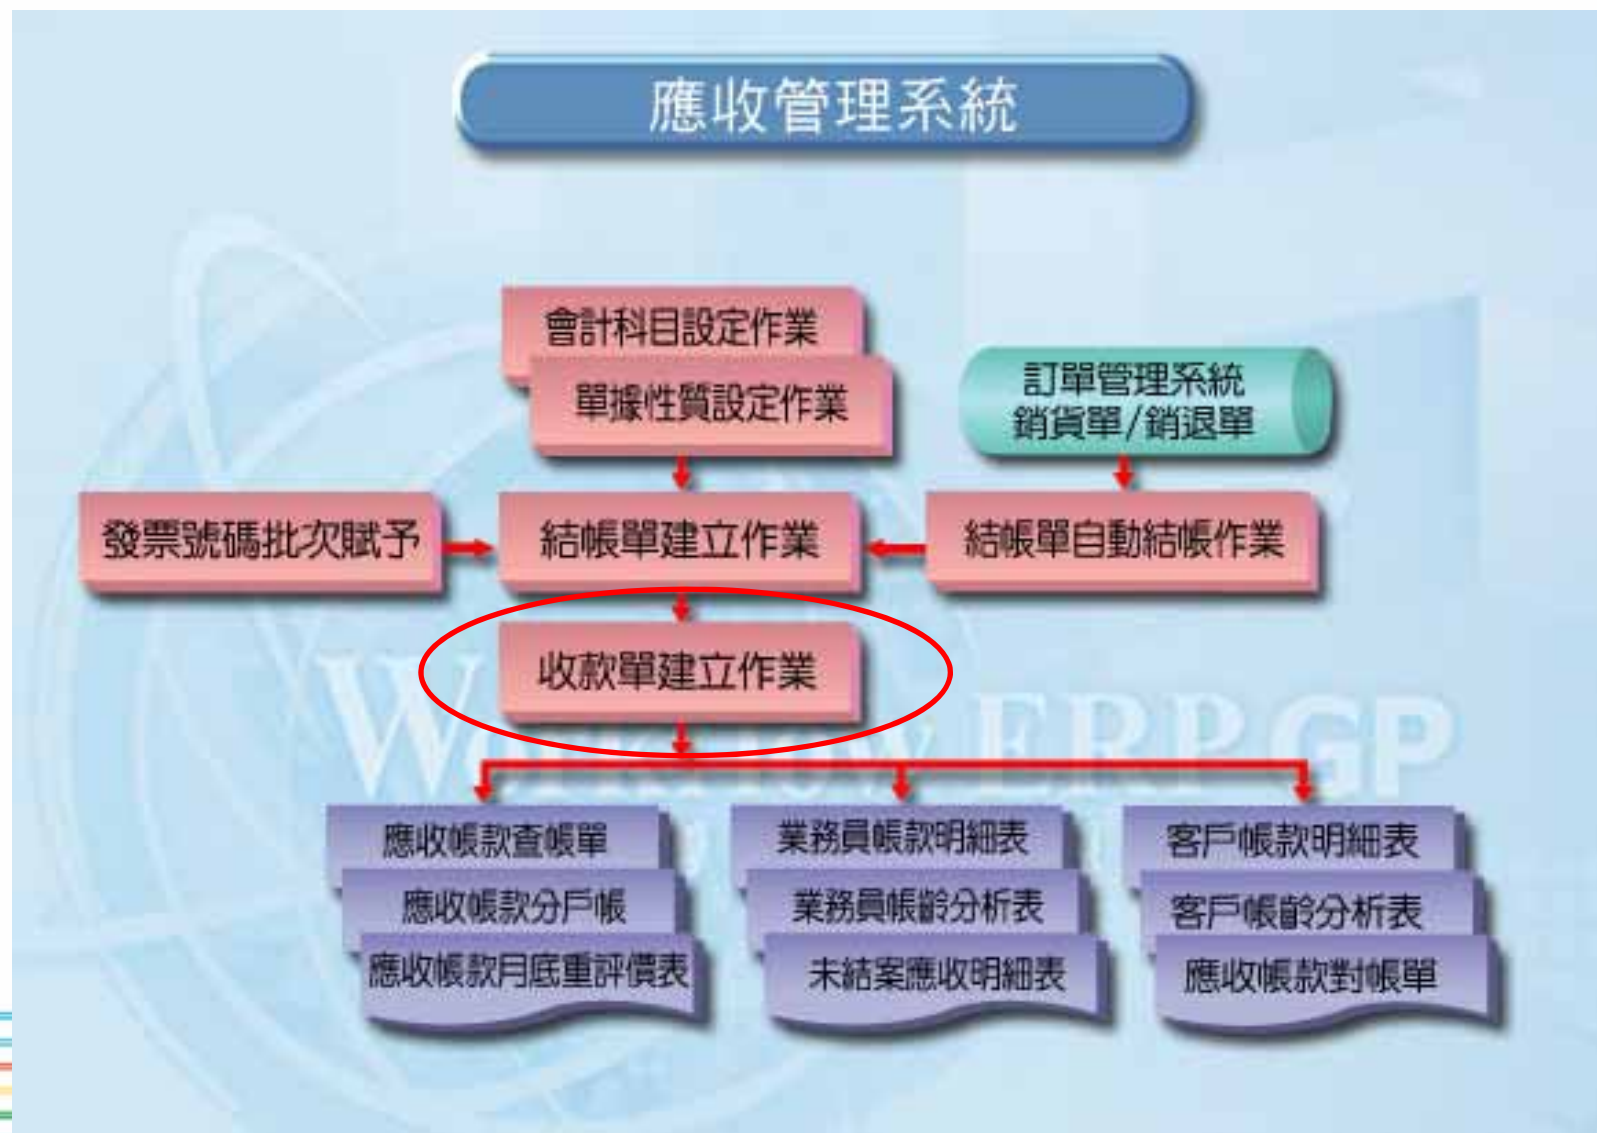 應收管理系統
會計科目設定作業
單據性質設定作業
訂單管理系統
銷貨單/銷退單
發票號碼批次賦予
結帳單建立作業
結帳單自動結帳作業
收款單建立作業
WORKFLOW ERP GP
應收帳款查帳單
業務員帳款明細表
客戶帳款明細表
應收帳款分戶帳
業務員帳齡分析表
客戶帳齡分析表
應收帳款月底重評價表
未結案應收明細表
應收帳款對帳單